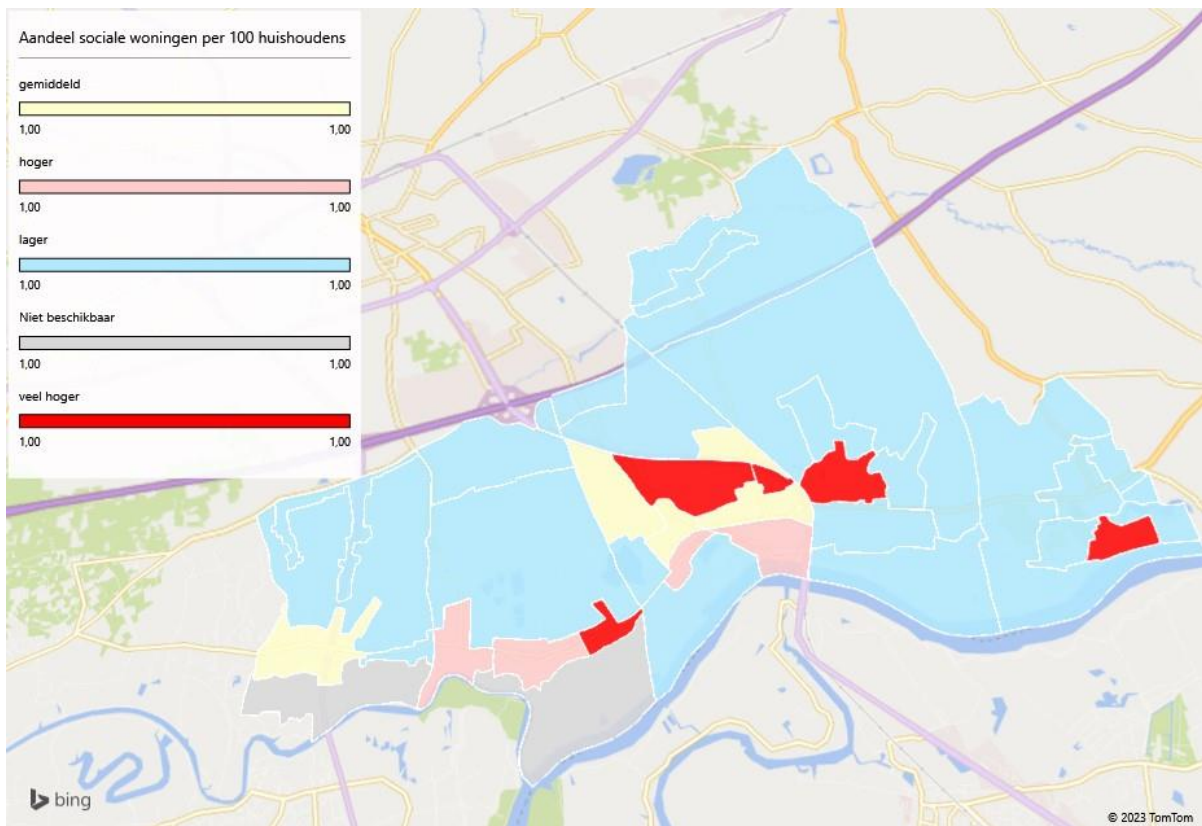 Aandeel sociale woningen per 100 huishoudens
gemiddeld
1,00 1,00
hoger
1,00 1,00
lager
1,00 1,00
Niet beschikbaar
1,00 1,00
veel hoger
1,00 1,00
bing
© 2023 TomTom